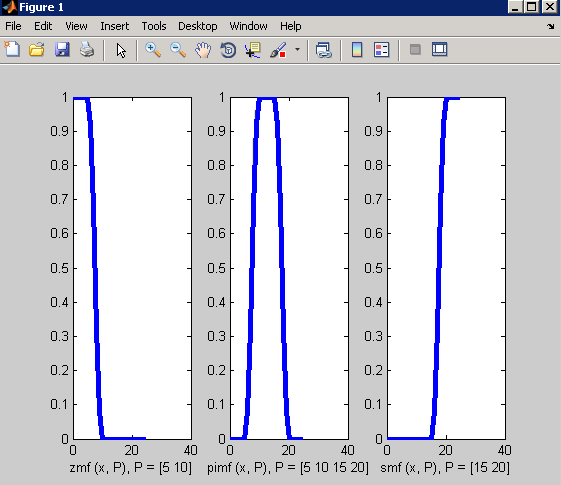 Figure 1
File Edit View Insert Tools Desktop Window Help
1 1 1
0.9 0.9 0.9
0.8 0.8 0.8
0.7 0.7 0.7
0.6 0.6 0.6
0.5 0.5 0.5
0.4 0.4 0.4
0.3 0.3 0.3
0.2 0.2 0.2
0.1 0.1 0.1
0 0 0
0 20 40 0 20 40 0 20 40
zmf (x, P), P = [5 10] pimf (x, P), P = [5 10 15 20] smf (x, P), P = [15 20]